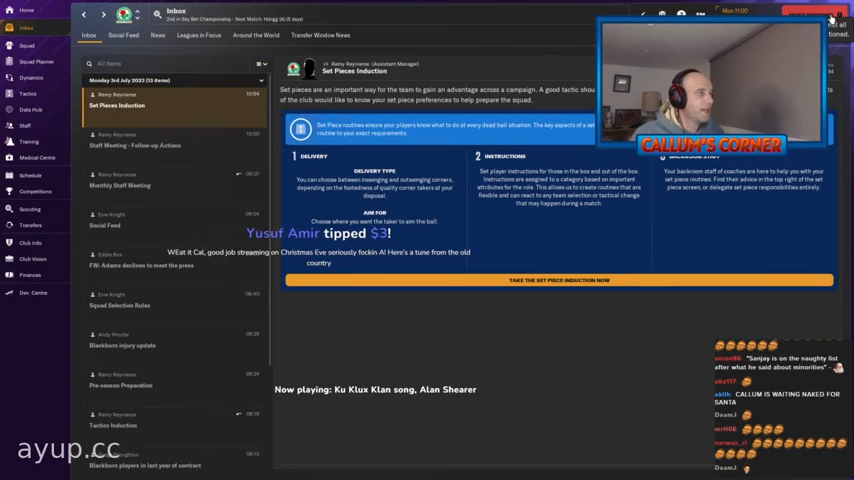 Home
Inbox
Squad
Squad Planner
Dynamics
Tactics
Data Hub
Staff
Training
Medical Centre
Schedule
Competitions
Scouting
Transfers
Club Info
Club Vision
Finances
Dev. Centre
Inbox
2nd in Sky Bet Championship - Next Match:
(A) (5 days)
FM
Mon 11:00
Inbox
Social Feed
News
Leagues in Focus
Around the World
Transfer Window News
All Items
Monday 3rd July 2023 (13 items)
Remy Reynierse
10:54
Set Pieces Induction
Remy Reynierse
10:00
Staff Meeting - Follow-up Actions
Remy Reynierse
09:07
Monthly Staff Meeting
Evie Knight
09:04
Social Feed
Eddie Box
FW: Adams declines to meet the press
Evie Knight
08:40
Squad Selection Rules
Andy Procter
08:39
Blackburn injury update
Remy Reynierse
08:24
Pre-season Preparation
Remy Reynierse
08:19
Tactics Induction
08:12
Blackburn players in last year of contract
Remy Reynierse (Assistant Manager)
Set Pieces Induction
Set pieces are an important way for the team to gain an advantage across a campaign. A good tactic
of the club would like to know your set piece preferences to help prepare the squad.
Set Piece routines ensure your players know what to do at every dead ball situation. The key aspects of a
routine to your exact requirements.
1 DELIVERY
DELIVERY TYPE
You can choose between inswinging and outswinging corners,
depending on the footedness of quality corner takers at your
disposal.
AIM FOR
Choose where you want the taker to aim the ball.
2 INSTRUCTIONS
Set player instructions for those in the box and out of the box.
Instructions are assigned to a category based on important
attributes for the role. This allows us to create routines that are
flexible and can react to any team selection or tactical change
that may happen during a match.
Your backroom staff of coaches are here to help you with your
set piece routines. Find their advice in the top right of the
set piece screen, or delegate set piece responsibilities entirely.
TAKE THE SET PIECE INDUCTION NOW
CALLUM'S CORNER
Yusuf Amir tipped $3!
WEat it Cal, good job streaming on Christmas Eve seriously fockin A! Here's a tune from the old
country
Now playing: Ku Klux Klan song, Alan Shearer
onion88: "Sanjay is on the naughty list
after what he said about minorities" -
ebz117
akllh: CALLUM IS WAITING NAKED FOR
SANTA
DaamJ:
mrH0E:
nerwus_ri:
DaamJ:
ayup.cc